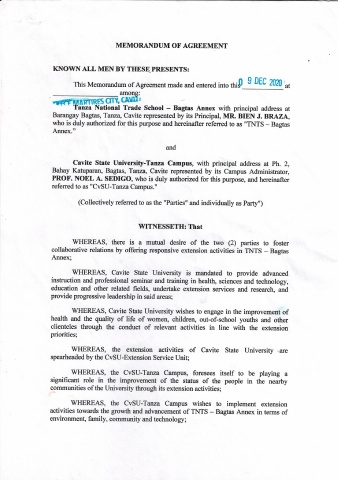 MEMORANDUM OF AGREEMENT
KNOWN ALL MEN BY THESE PRESENTS:
This Memorandum of Agreement made and entered into this 09 DEC 2020 at
TRECE MARTIRES CITY, CAVITE among:
Tanza National Trade School – Bagtas Annex with principal address at
Barangay Bagtas, Tanza, Cavite represented by its Principal, MR. BIEN J. BRAZA,
who is duly authorized for this purpose and hereinafter referred to as "TNTS – Bagtas
Annex."
and
Cavite State University-Tanza Campus, with principal address at Ph. 2,
Bahay Katuparan, Bagtas, Tanza, Cavite represented by its Campus Administrator,
PROF. NOEL A. SEDIGO, who is duly authorized for this purpose, and hereinafter
referred to as "CvSU-Tanza Campus."
(Collectively referred to as the "Parties" and individually as Party")
WITNESSETH: That
WHEREAS, there is a mutual desire of the two (2) parties to foster
collaborative relations by offering responsive extension activities in TNTS – Bagtas
Annex;
WHEREAS, Cavite State University is mandated to provide advanced
instruction and professional seminar and training in health, sciences and technology,
education and other related fields, undertake extension services and research, and
provide progressive leadership in said areas;
WHEREAS, Cavite State University wishes to engage in the improvement of
health and the quality of life of women, children, out-of-school youths and other
clienteles through the conduct of relevant activities in line with the extension
priorities;
WHEREAS, the extension activities of Cavite State University are
spearheaded by the CvSU-Extension Service Unit;
WHEREAS, the CvSU-Tanza Campus, foresees itself to be playing a
significant role in the improvement of the status of the people in the nearby
communities of the University through its extension activities;
WHEREAS, the CvSU-Tanza Campus wishes to implement extension
activities towards the growth and advancement of TNTS – Bagtas Annex in terms of
environment, family, community and technology;